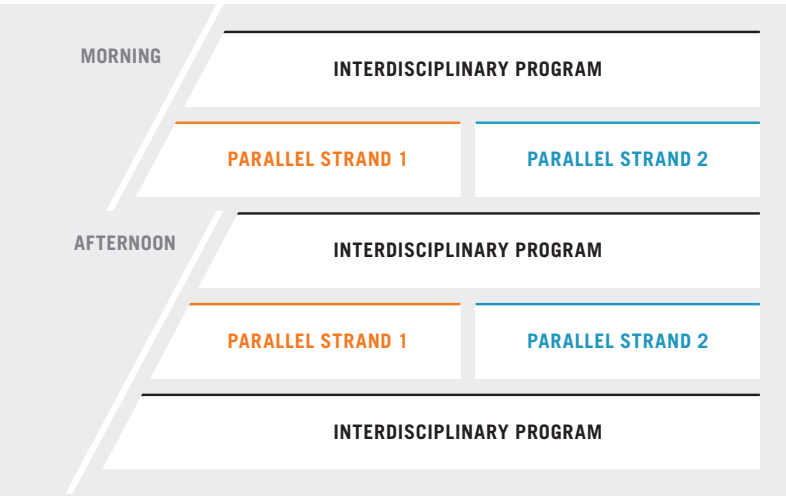 MORNING
INTERDISCIPLINARY PROGRAM
PARALLEL STRAND 1
PARALLEL STRAND 2
AFTERNOON
INTERDISCIPLINARY PROGRAM
PARALLEL STRAND 1
PARALLEL STRAND 2
INTERDISCIPLINARY PROGRAM